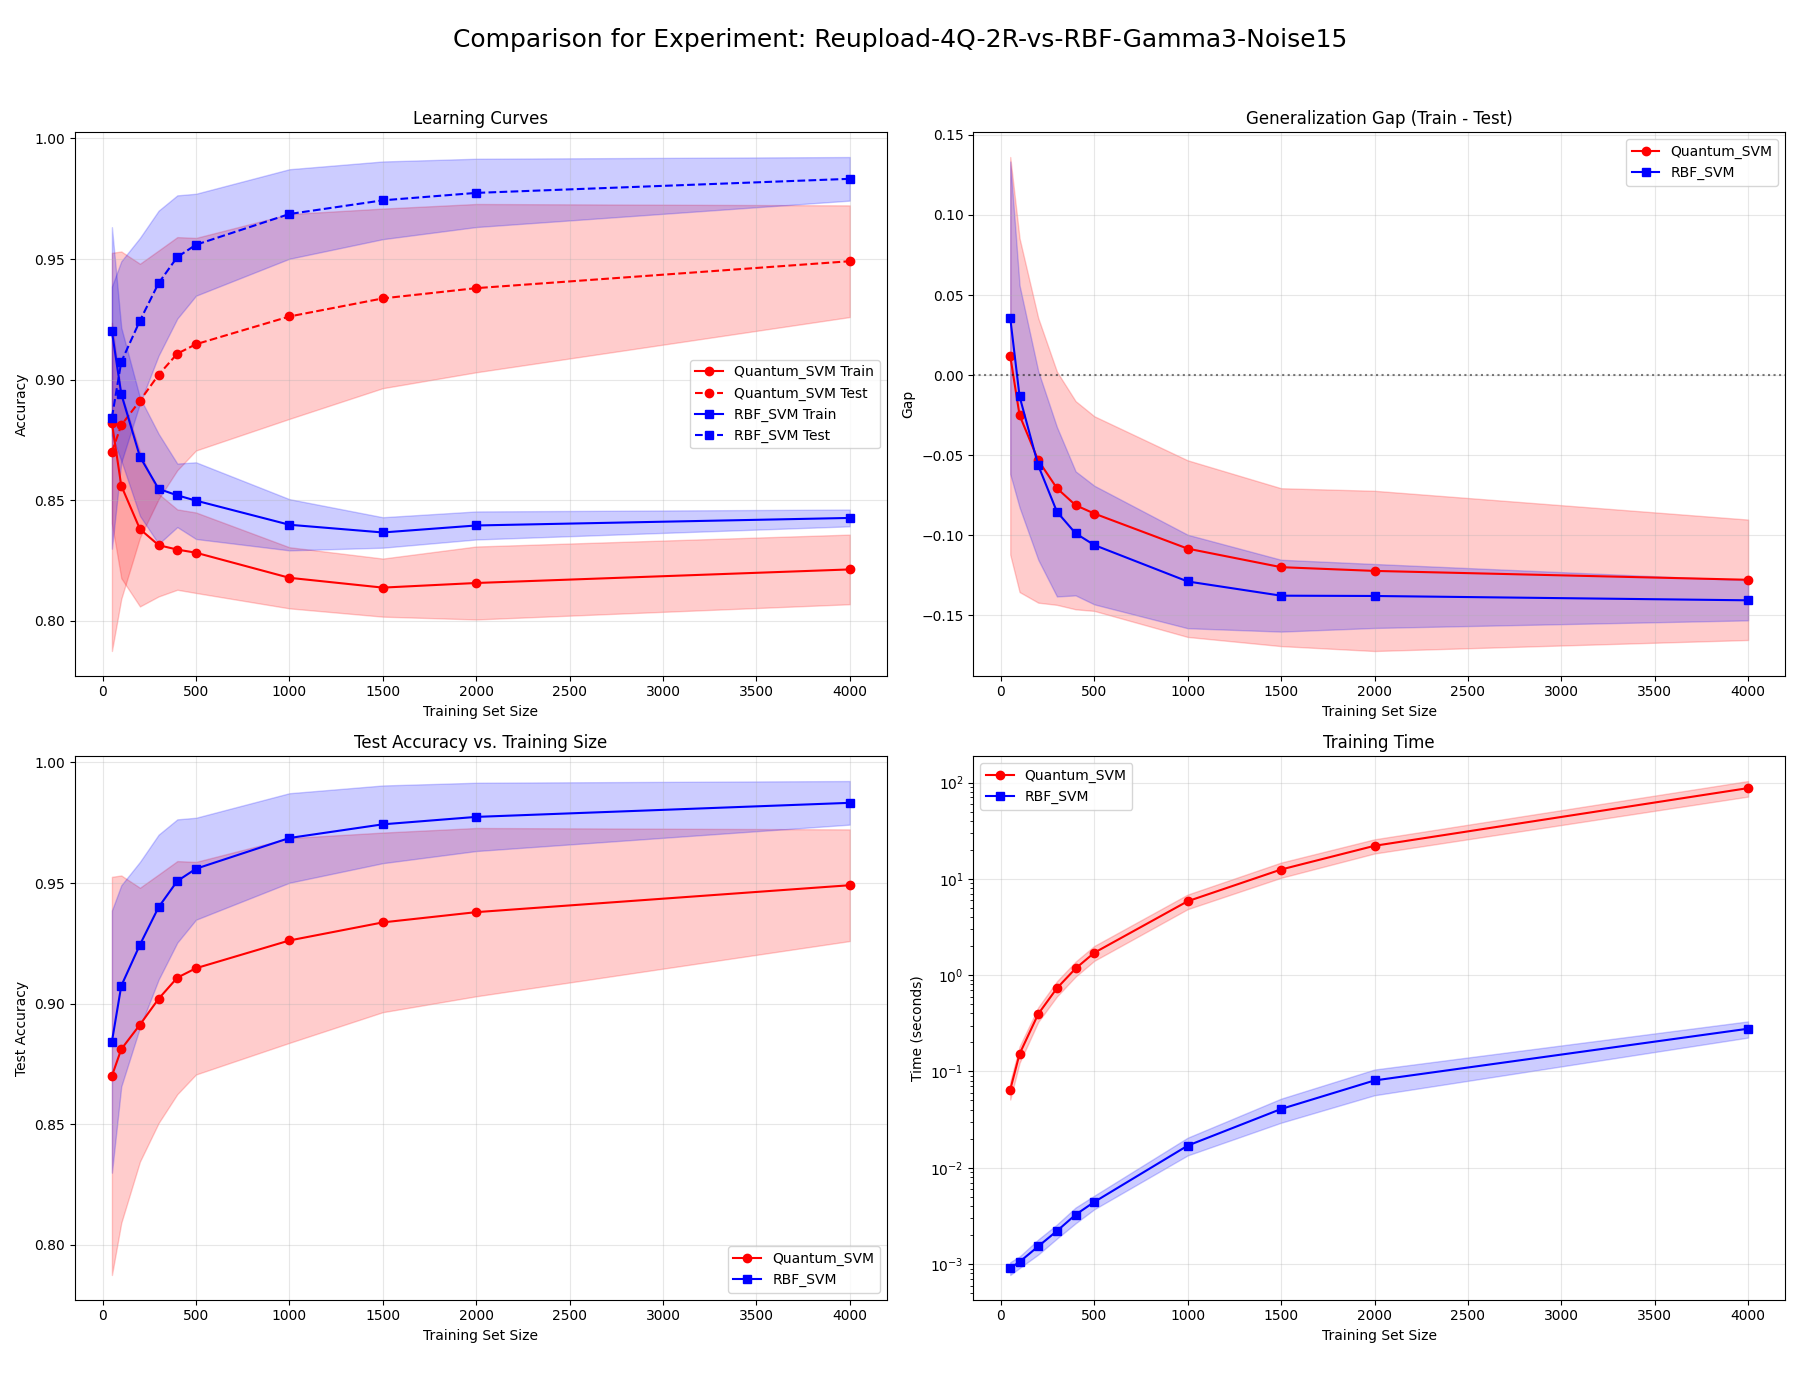 Comparison for Experiment: Reupload-4Q-2R-vs-RBF-Gamma3-Noise15
Learning Curves
1.00
0.95
0.90
0.85
0.80
Accuracy
Quantum_SVM Train
Quantum_SVM Test
RBF_SVM Train
RBF_SVM Test
0 500 1000 1500 2000 2500 3000 3500 4000
Training Set Size
Generalization Gap (Train - Test)
0.15
0.10
0.05
0.00
−0.05
−0.10
−0.15
Gap
Quantum_SVM
RBF_SVM
0 500 1000 1500 2000 2500 3000 3500 4000
Training Set Size
Test Accuracy vs. Training Size
1.00
0.95
0.90
0.85
0.80
Test Accuracy
Quantum_SVM
RBF_SVM
0 500 1000 1500 2000 2500 3000 3500 4000
Training Set Size
Training Time
Quantum_SVM
RBF_SVM
10²
10¹
10⁰
10⁻¹
10⁻²
10⁻³
Time (seconds)
0 500 1000 1500 2000 2500 3000 3500 4000
Training Set Size